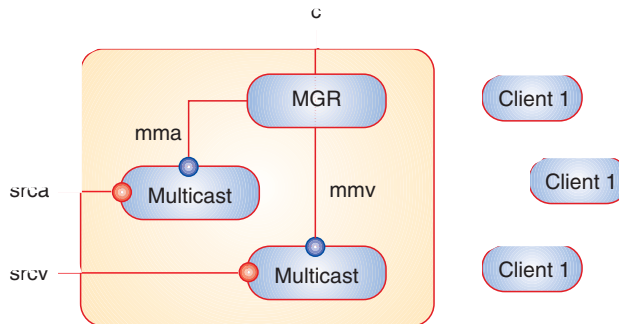 c
MGR
Client 1
mma
srca
Multicast
mmv
Client 1
srcv
Multicast
Client 1